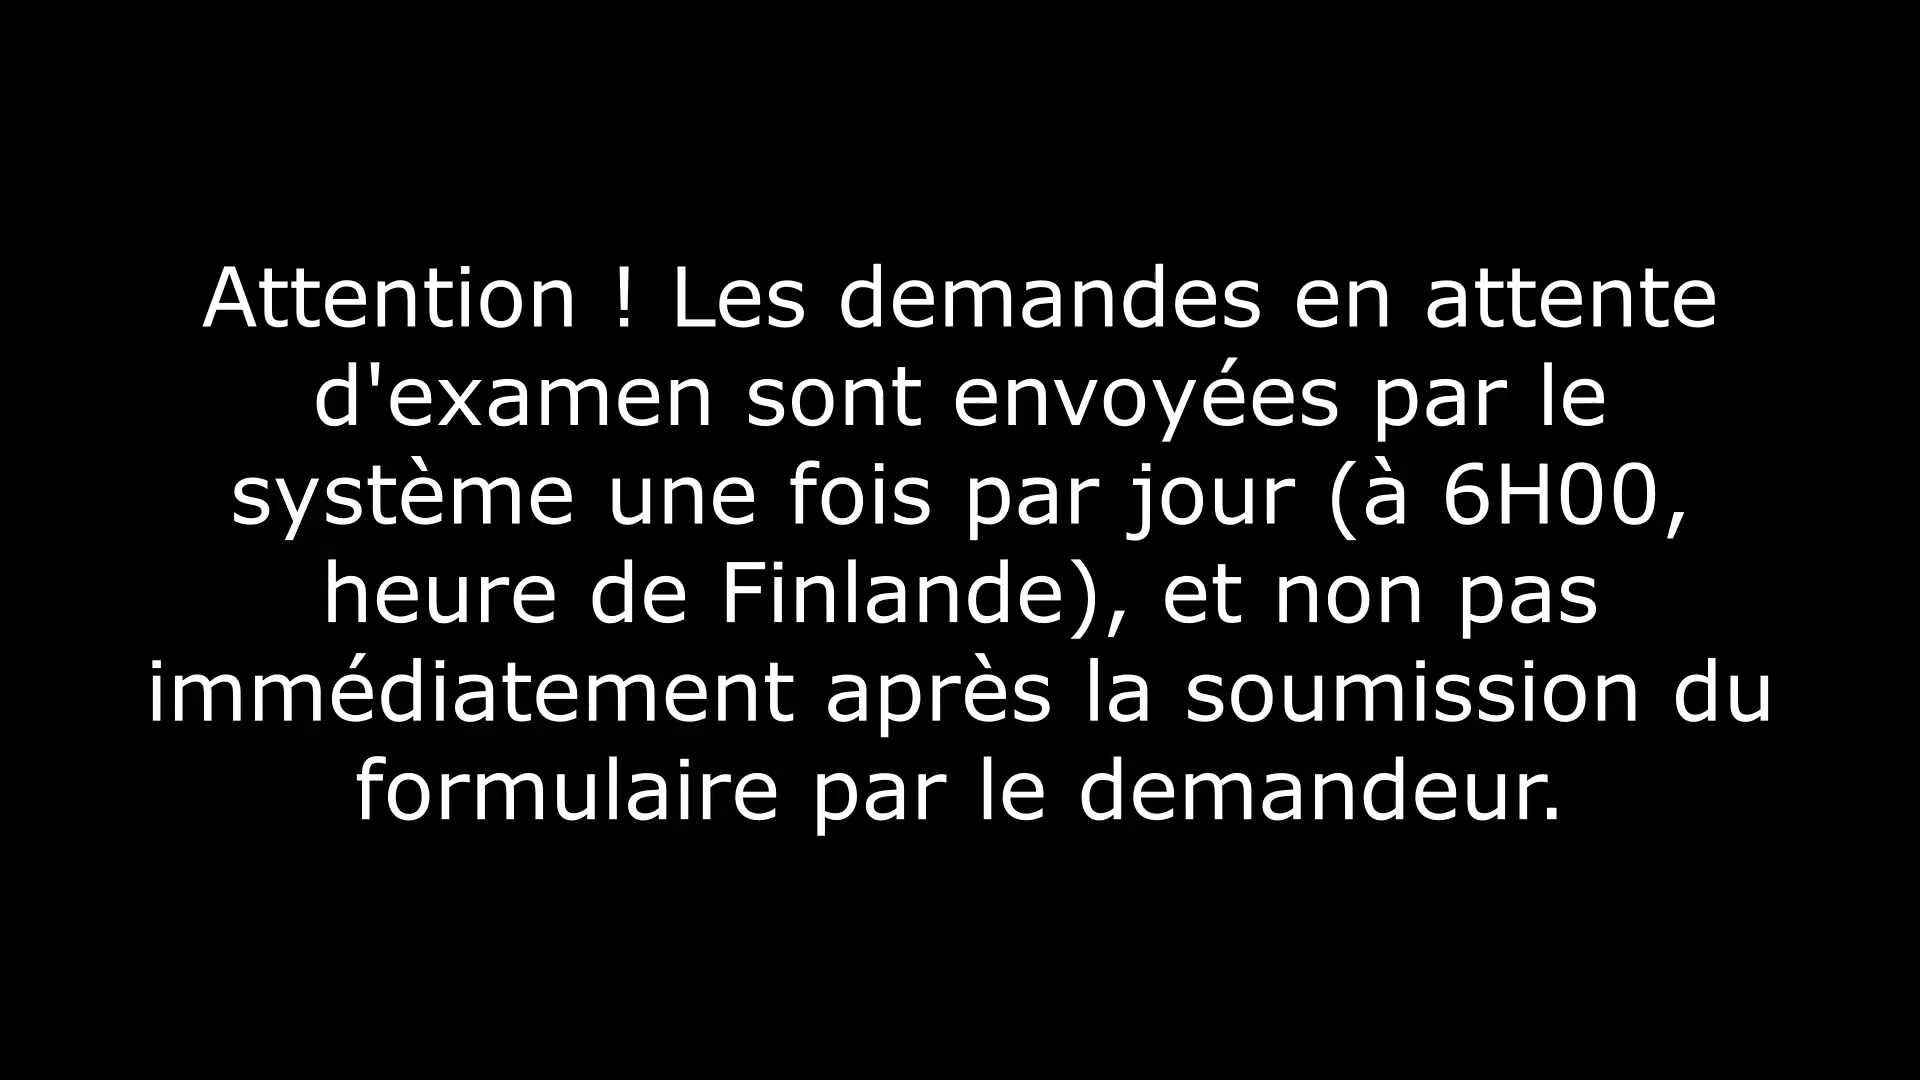 Attention ! Les demandes en attente
d'examen sont envoyées par le
système une fois par jour (à 6H00,
heure de Finlande), et non pas
immédiatement après la soumission du
formulaire par le demandeur.